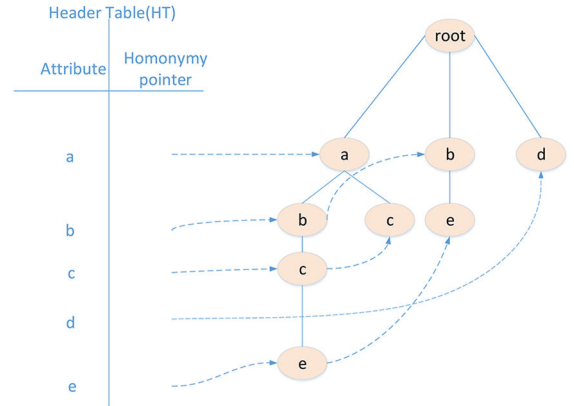 Header Table(HT)
Attribute
Homonymy
pointer
root
a
a
b
d
b
b
c
e
c
c
d
e
e